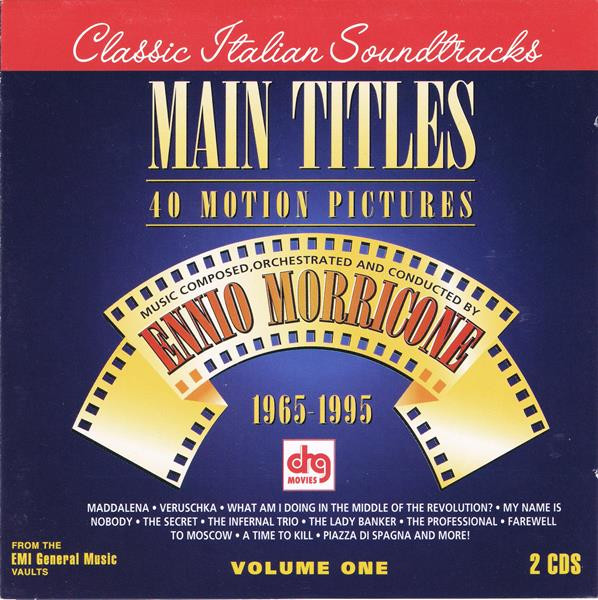 Classic Italian Soundtracks
MAIN TITLES
40 MOTION PICTURES
MUSIC COMPOSED, ORCHESTRATED AND CONDUCTED BY
ENNIO MORRICONE
1965-1995
drg
MOVIES
MADDALENA • VERUSCHKA • WHAT AM I DOING IN THE MIDDLE OF THE REVOLUTION? • MY NAME IS
NOBODY • THE SECRET • THE INFERNAL TRIO • THE LADY BANKER • THE PROFESSIONAL • FAREWELL
TO MOSCOW • A TIME TO KILL • PIAZZA DI SPAGNA AND MORE!
FROM THE
EMI General Music
VAULTS
VOLUME ONE
2 CDS